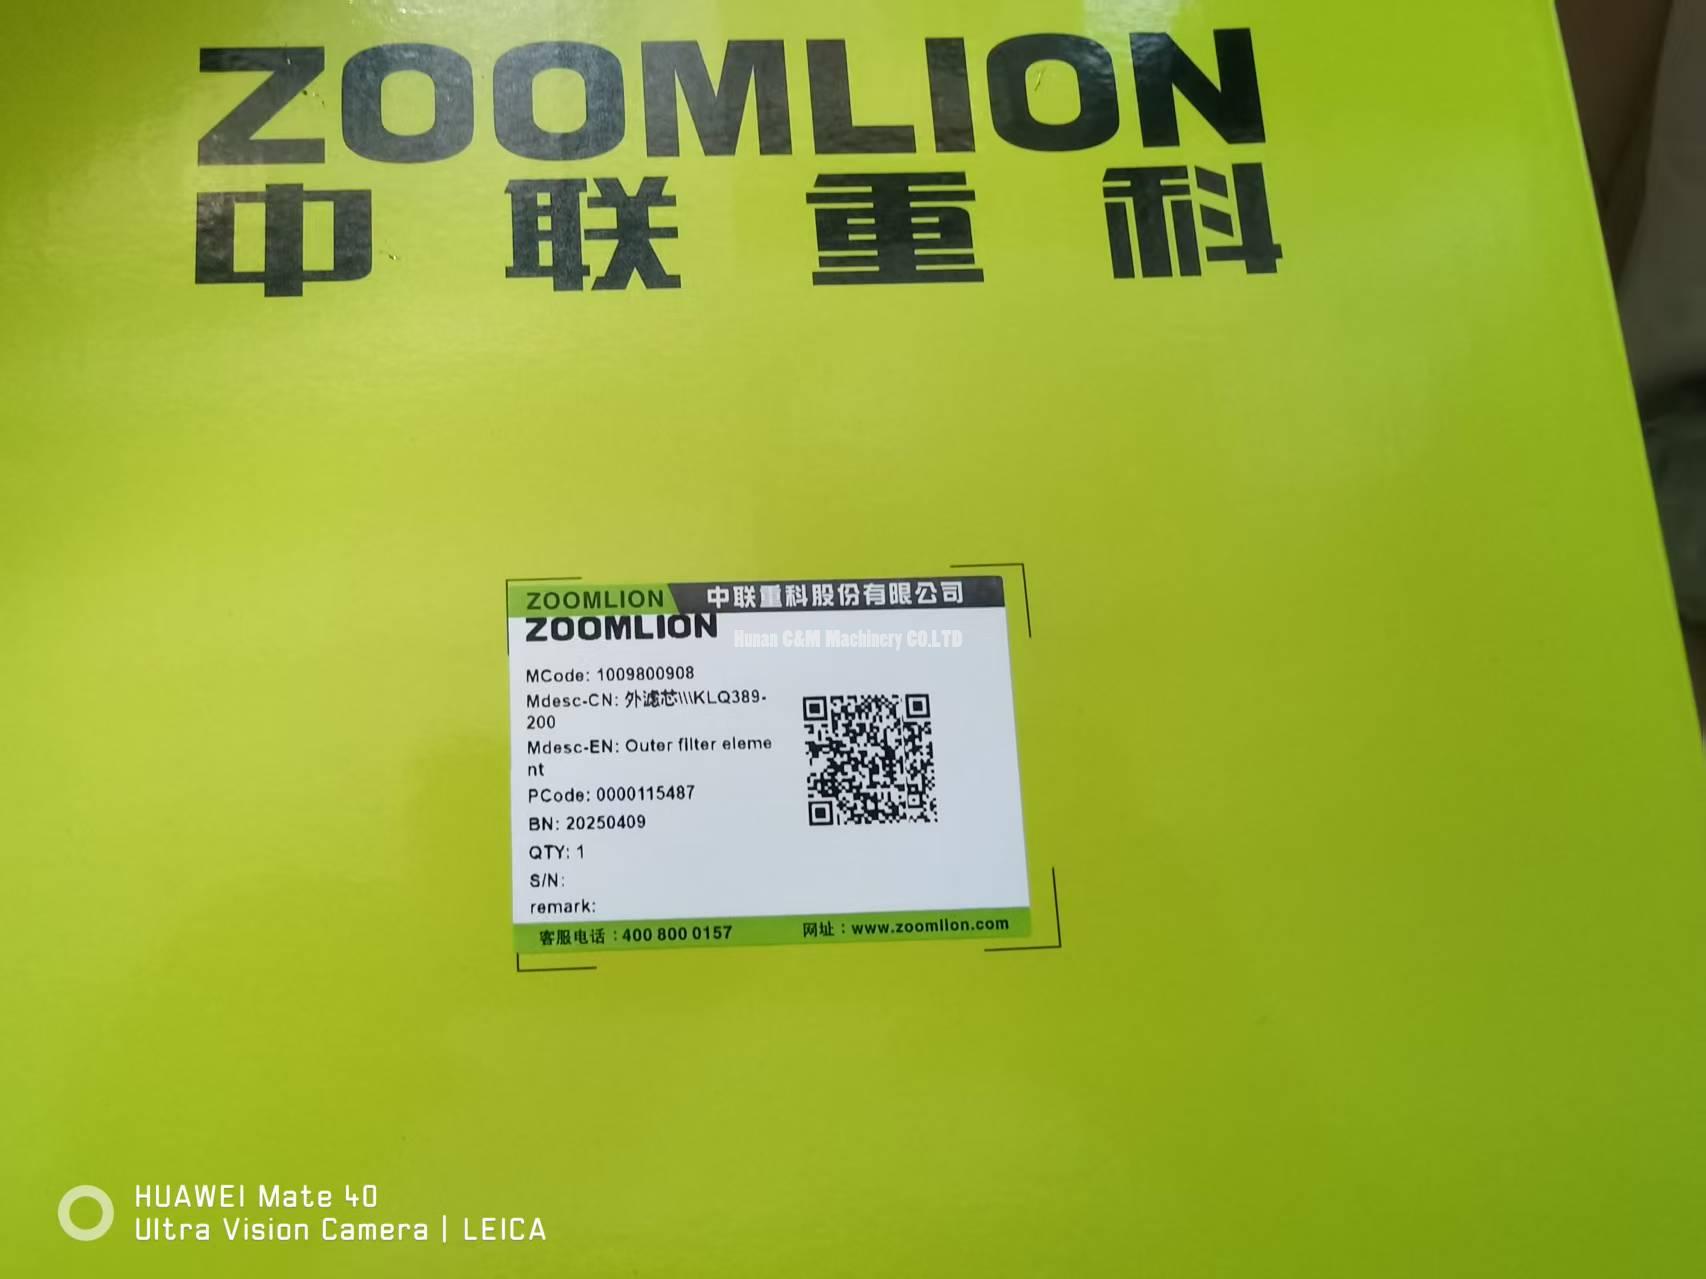 ZOOMLION
中联重科
ZOOMLION 中联重科股份有限公司
ZOOMLION
Hunan C&M Machinery CO.LTD
MCode: 1009800908
Mdesc-CN: 外滤芯\\\KLQ389-
200
Mdesc-EN: Outer filter eleme
nt
PCode: 0000115487
BN: 20250409
QTY: 1
S/N:
remark:
客服电话：400 800 0157 网址：www.zoomlion.com
HUAWEI Mate 40
Ultra Vision Camera | LEICA